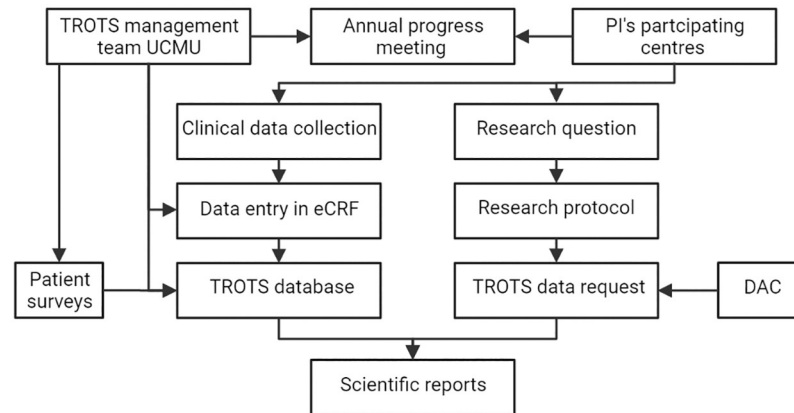 TROTS management
team UCMU
Annual progress
meeting
PI's partcipating
centres
Clinical data collection
Research question
Data entry in eCRF
Research protocol
Patient
surveys
TROTS database
TROTS data request
DAC
Scientific reports